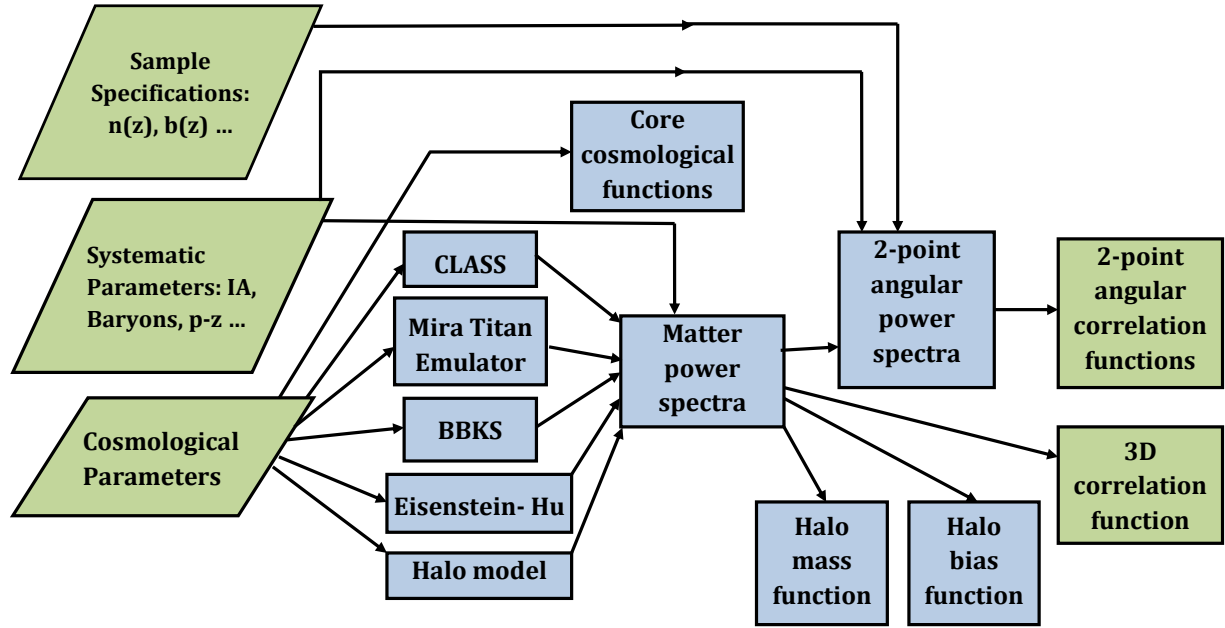 Sample
Specifications:
n(z), b(z) ...
Core
cosmological
functions
Systematic
Parameters: IA,
Baryons, p-z ...
CLASS
Mira Titan
Emulator
BBKS
Eisenstein- Hu
Halo model
Cosmological
Parameters
Matter
power
spectra
2-point
angular
power
spectra
2-point
angular
correlation
functions
3D
correlation
function
Halo
mass
function
Halo
bias
function